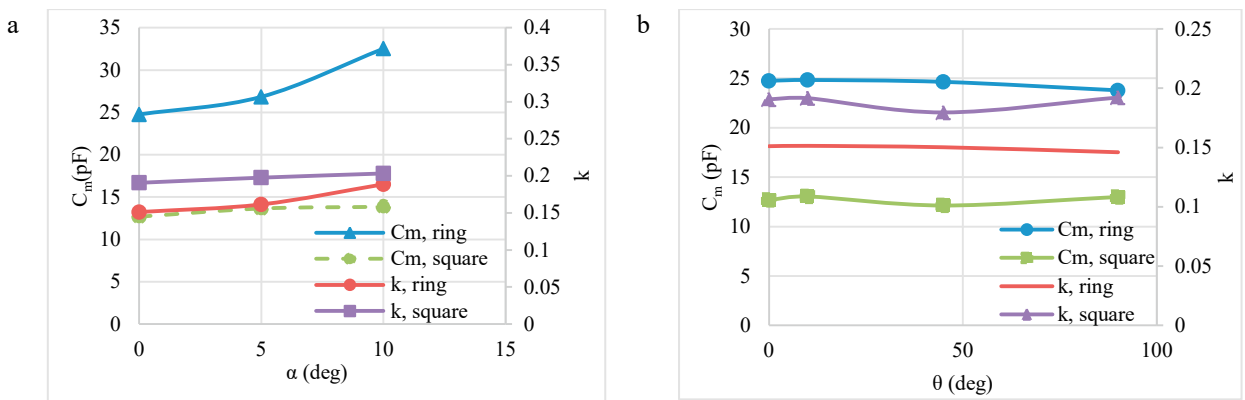 a
35
30
25
20
15
10
5
0
Cm(pF)
0.4
0.35
0.3
0.25
0.2
0.15
0.1
0.05
0
k
Cm, ring
Cm, square
k, ring
k, square
0 5 10 15
α (deg)
b
30
25
20
15
10
5
0
Cm (pF)
0.25
0.2
0.15
0.1
0.05
0
k
Cm, ring
Cm, square
k, ring
k, square
0 50 100
θ (deg)